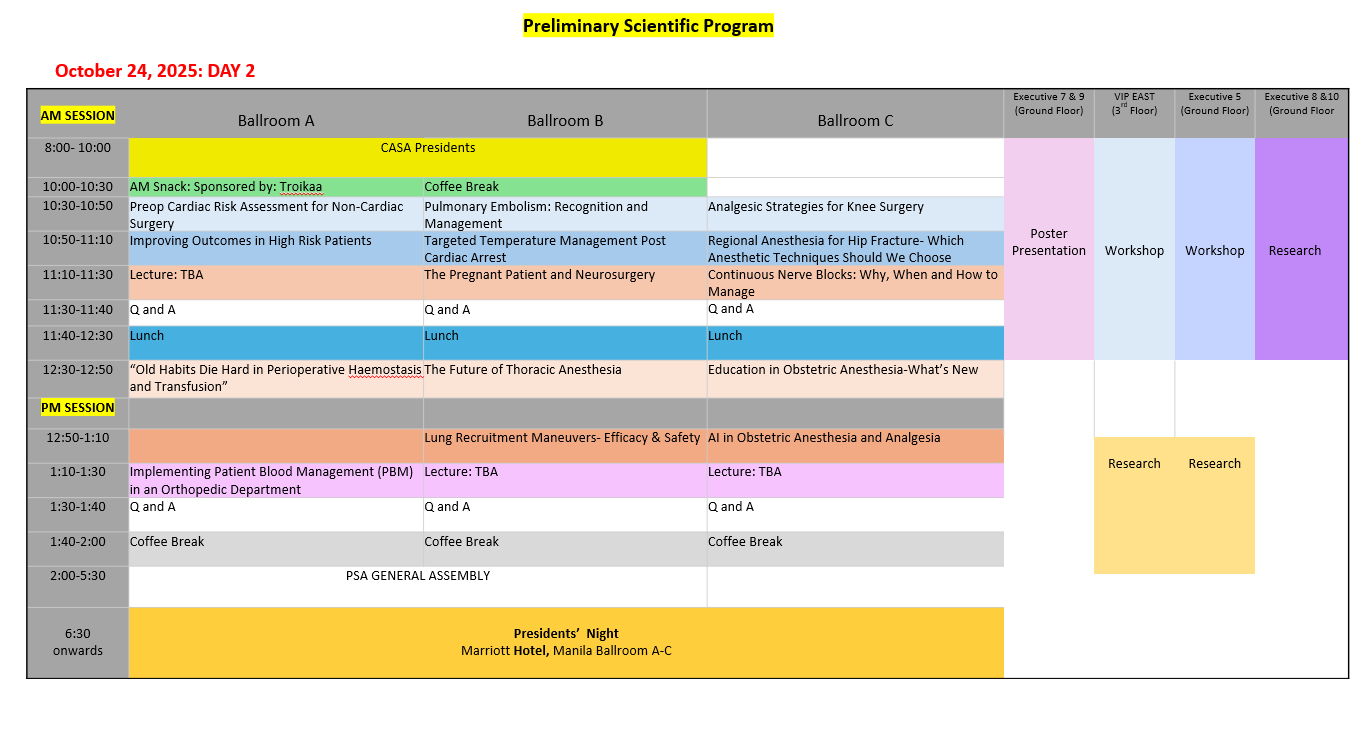 Preliminary Scientific Program
October 24, 2025: DAY 2
AM SESSION
Ballroom A
Ballroom B
Ballroom C
Executive 7 & 9
(Ground Floor)
VIP EAST
(3rd Floor)
Executive 5
(Ground Floor)
Executive 8 &10
(Ground Floor
8:00- 10:00
CASA Presidents
10:00-10:30
AM Snack: Sponsored by: Troikaa
Coffee Break
10:30-10:50
Preop Cardiac Risk Assessment for Non-Cardiac
Surgery
Pulmonary Embolism: Recognition and
Management
Analgesic Strategies for Knee Surgery
10:50-11:10
Improving Outcomes in High Risk Patients
Targeted Temperature Management Post
Cardiac Arrest
Regional Anesthesia for Hip Fracture- Which
Anesthetic Techniques Should We Choose
Poster
Presentation
Workshop
Workshop
Research
11:10-11:30
Lecture: TBA
The Pregnant Patient and Neurosurgery
Continuous Nerve Blocks: Why, When and How to
Manage
11:30-11:40
Q and A
Q and A
Q and A
11:40-12:30
Lunch
Lunch
Lunch
12:30-12:50
“Old Habits Die Hard in Perioperative Haemostasis
and Transfusion”
The Future of Thoracic Anesthesia
Education in Obstetric Anesthesia-What’s New
PM SESSION
12:50-1:10
Lung Recruitment Maneuvers- Efficacy & Safety
AI in Obstetric Anesthesia and Analgesia
Research
Research
1:10-1:30
Implementing Patient Blood Management (PBM)
in an Orthopedic Department
Lecture: TBA
Lecture: TBA
1:30-1:40
Q and A
Q and A
Q and A
1:40-2:00
Coffee Break
Coffee Break
Coffee Break
2:00-5:30
PSA GENERAL ASSEMBLY
6:30
onwards
Presidents’ Night
Marriott Hotel, Manila Ballroom A-C